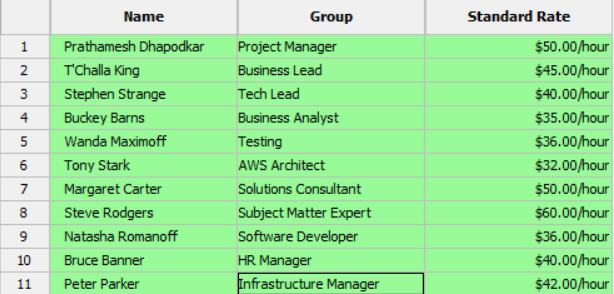 Name Group Standard Rate
1 Prathamesh Dhapodkar Project Manager $50.00/hour
2 T'Challa King Business Lead $45.00/hour
3 Stephen Strange Tech Lead $40.00/hour
4 Buckey Barns Business Analyst $35.00/hour
5 Wanda Maximoff Testing $36.00/hour
6 Tony Stark AWS Architect $32.00/hour
7 Margaret Carter Solutions Consultant $50.00/hour
8 Steve Rodgers Subject Matter Expert $60.00/hour
9 Natasha Romanoff Software Developer $36.00/hour
10 Bruce Banner HR Manager $40.00/hour
11 Peter Parker Infrastructure Manager $42.00/hour